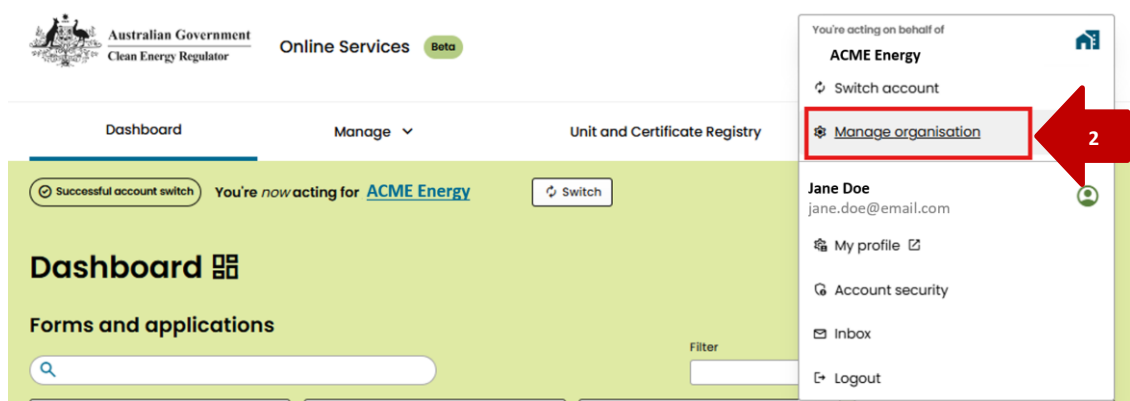 Australian Government
Clean Energy Regulator
Online Services Beta
You're acting on behalf of
ACME Energy
Switch account
Dashboard Manage Unit and Certificate Registry
Manage organisation
2
Successful account switch You're now acting for ACME Energy Switch
Jane Doe
jane.doe@email.com
My profile
Account security
Inbox
Logout
Dashboard
Forms and applications
Filter